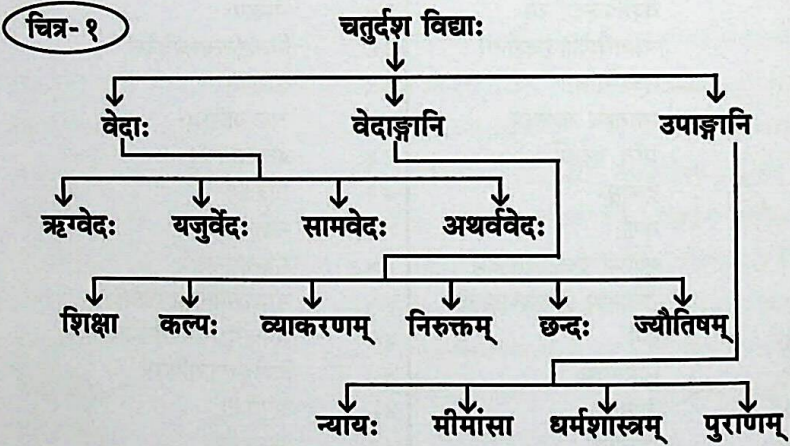 चित्र- १
चतुर्दश विद्याः
वेदाः वेदाङ्गानि उपाङ्गानि
ऋग्वेदः यजुर्वेदः सामवेदः अथर्ववेदः
शिक्षा कल्पः व्याकरणम् निरुक्तम् छन्दः ज्यौतिषम्
न्यायः मीमांसा धर्मशास्त्रम् पुराणम्